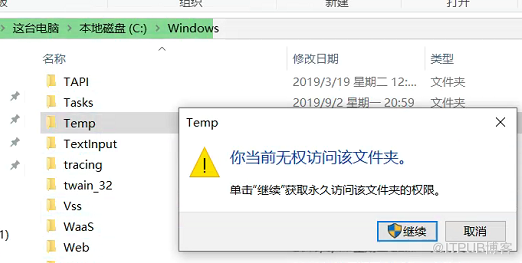 组织
新建
打开
这台电脑 > 本地磁盘 (C:) > Windows
名称 修改日期 类型
TAPI 2019/3/19 星期二 12:... 文件夹
Tasks 2019/9/2 星期一 20:59 文件夹
Temp
TextInput
tracing
twain_32
Vss
WaaS
Web
1)
Temp
你当前无权访问该文件夹。
单击"继续"获取永久访问该文件夹的权限。
继续 取消
@ITPUB博客